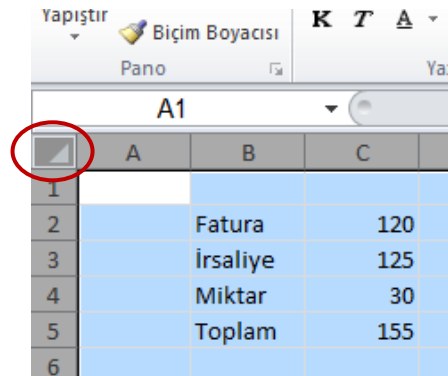 Yapıştır
Biçim Boyacısı
K T A
Pano
Yaz
A1
A B C
1
2 Fatura 120
3 İrsaliye 125
4 Miktar 30
5 Toplam 155
6